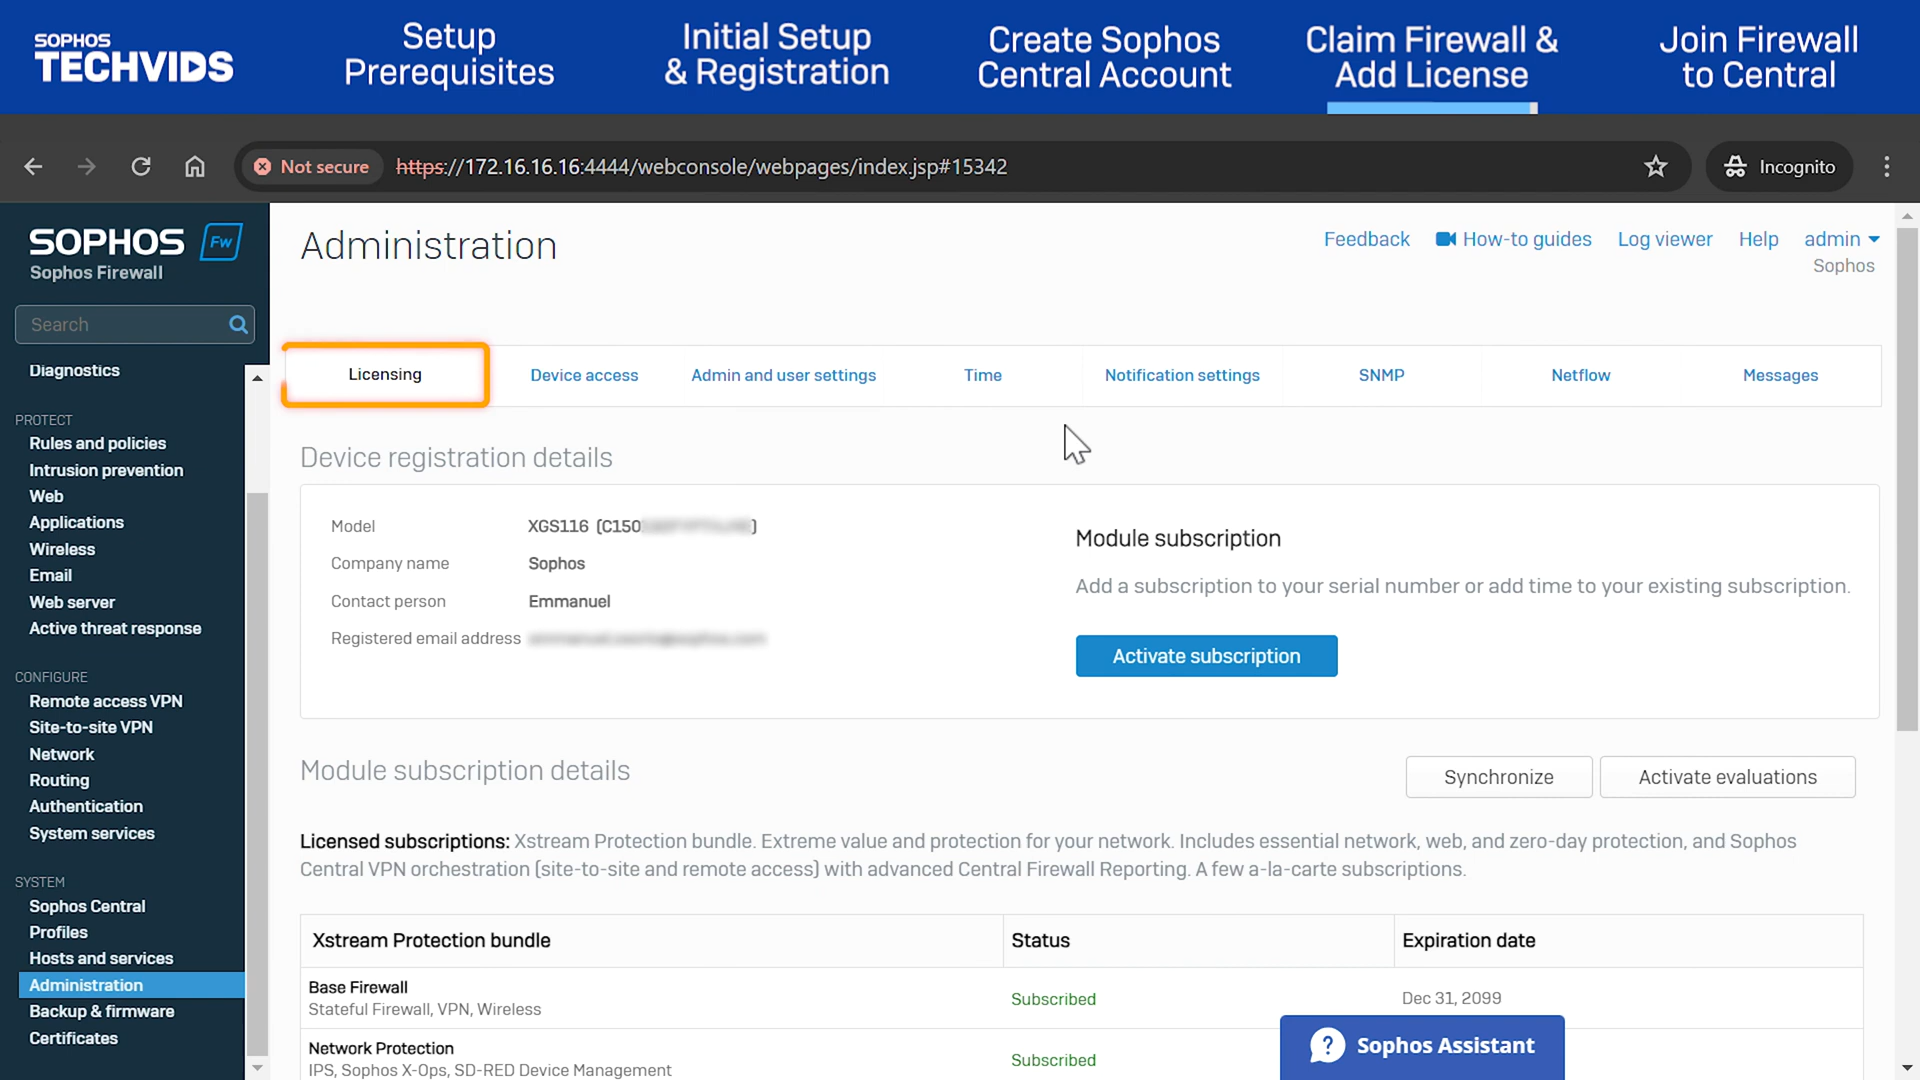 SOPHOS
TECHVIDS
Setup
Prerequisites
Initial Setup
& Registration
Create Sophos
Central Account
Claim Firewall &
Add License
Join Firewall
to Central
Not secure
https://172.16.16.16:4444/webconsole/webpages/index.jsp#15342
Incognito
SOPHOS Fw
Sophos Firewall
Search
Diagnostics
PROTECT
Rules and policies
Intrusion prevention
Web
Applications
Wireless
Email
Web server
Active threat response
CONFIGURE
Remote access VPN
Site-to-site VPN
Network
Routing
Authentication
System services
SYSTEM
Sophos Central
Profiles
Hosts and services
Administration
Backup & firmware
Certificates
Administration
Feedback How-to guides Log viewer Help admin
Sophos
Licensing Device access Admin and user settings Time Notification settings SNMP Netflow Messages
Device registration details
Model XGS116 (C150 )
Company name Sophos
Contact person Emmanuel
Registered email address
Module subscription
Add a subscription to your serial number or add time to your existing subscription.
Activate subscription
Module subscription details
Synchronize Activate evaluations
Licensed subscriptions: Xstream Protection bundle. Extreme value and protection for your network. Includes essential network, web, and zero-day protection, and Sophos
Central VPN orchestration (site-to-site and remote access) with advanced Central Firewall Reporting. A few a-la-carte subscriptions.
Xstream Protection bundle Status Expiration date
Base Firewall
Stateful Firewall, VPN, Wireless
Subscribed Dec 31, 2099
Network Protection
IPS, Sophos X-Ops, SD-RED Device Management
Subscribed
? Sophos Assistant